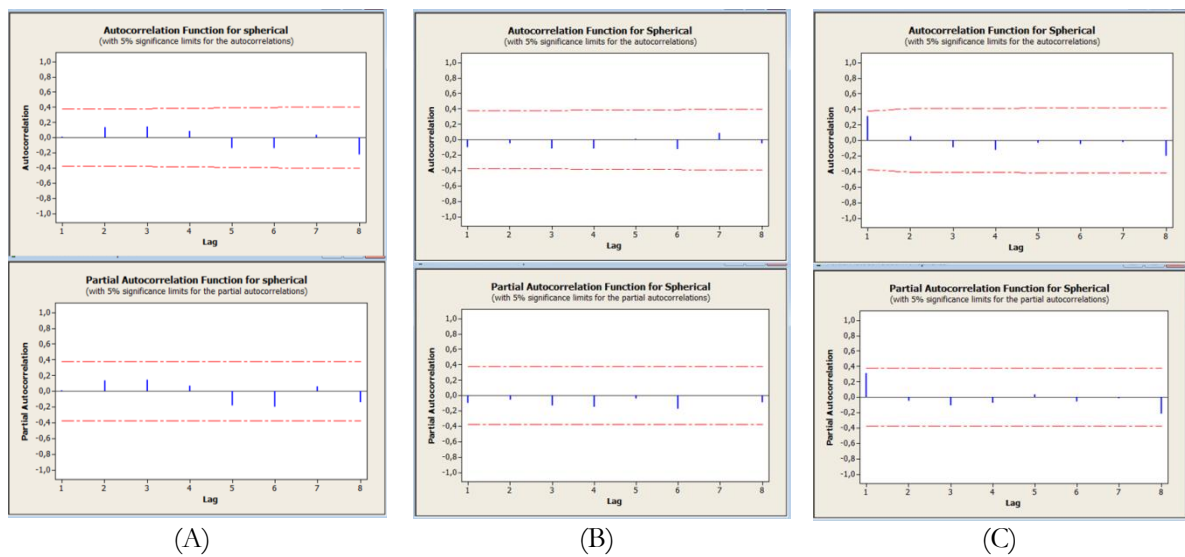 Autocorrelation Function for spherical
(with 5% significance limits for the autocorrelations)
1,0
0,8
0,6
0,4
0,2
0,0
-0,2
-0,4
-0,6
-0,8
-1,0
Autocorrelation
1 2 3 4 5 6 7 8
Lag
Partial Autocorrelation Function for spherical
(with 5% significance limits for the partial autocorrelations)
1,0
0,8
0,6
0,4
0,2
0,0
-0,2
-0,4
-0,6
-0,8
-1,0
Partial Autocorrelation
1 2 3 4 5 6 7 8
Lag
(A)
Autocorrelation Function for Spherical
(with 5% significance limits for the autocorrelations)
1,0
0,8
0,6
0,4
0,2
0,0
-0,2
-0,4
-0,6
-0,8
-1,0
Autocorrelation
1 2 3 4 5 6 7 8
Lag
Partial Autocorrelation Function for Spherical
(with 5% significance limits for the partial autocorrelations)
1,0
0,8
0,6
0,4
0,2
0,0
-0,2
-0,4
-0,6
-0,8
-1,0
Partial Autocorrelation
1 2 3 4 5 6 7 8
Lag
(B)
Autocorrelation Function for Spherical
(with 5% significance limits for the autocorrelations)
1,0
0,8
0,6
0,4
0,2
0,0
-0,2
-0,4
-0,6
-0,8
-1,0
Autocorrelation
1 2 3 4 5 6 7 8
Lag
Partial Autocorrelation Function for Spherical
(with 5% significance limits for the partial autocorrelations)
1,0
0,8
0,6
0,4
0,2
0,0
-0,2
-0,4
-0,6
-0,8
-1,0
Partial Autocorrelation
1 2 3 4 5 6 7 8
Lag
(C)